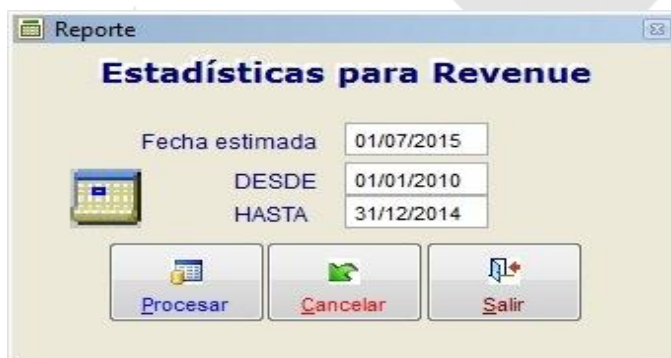 Reporte
Estadísticas para Revenue
Fecha estimada 01/07/2015
DESDE 01/01/2010
HASTA 31/12/2014
Procesar Cancelar Salir